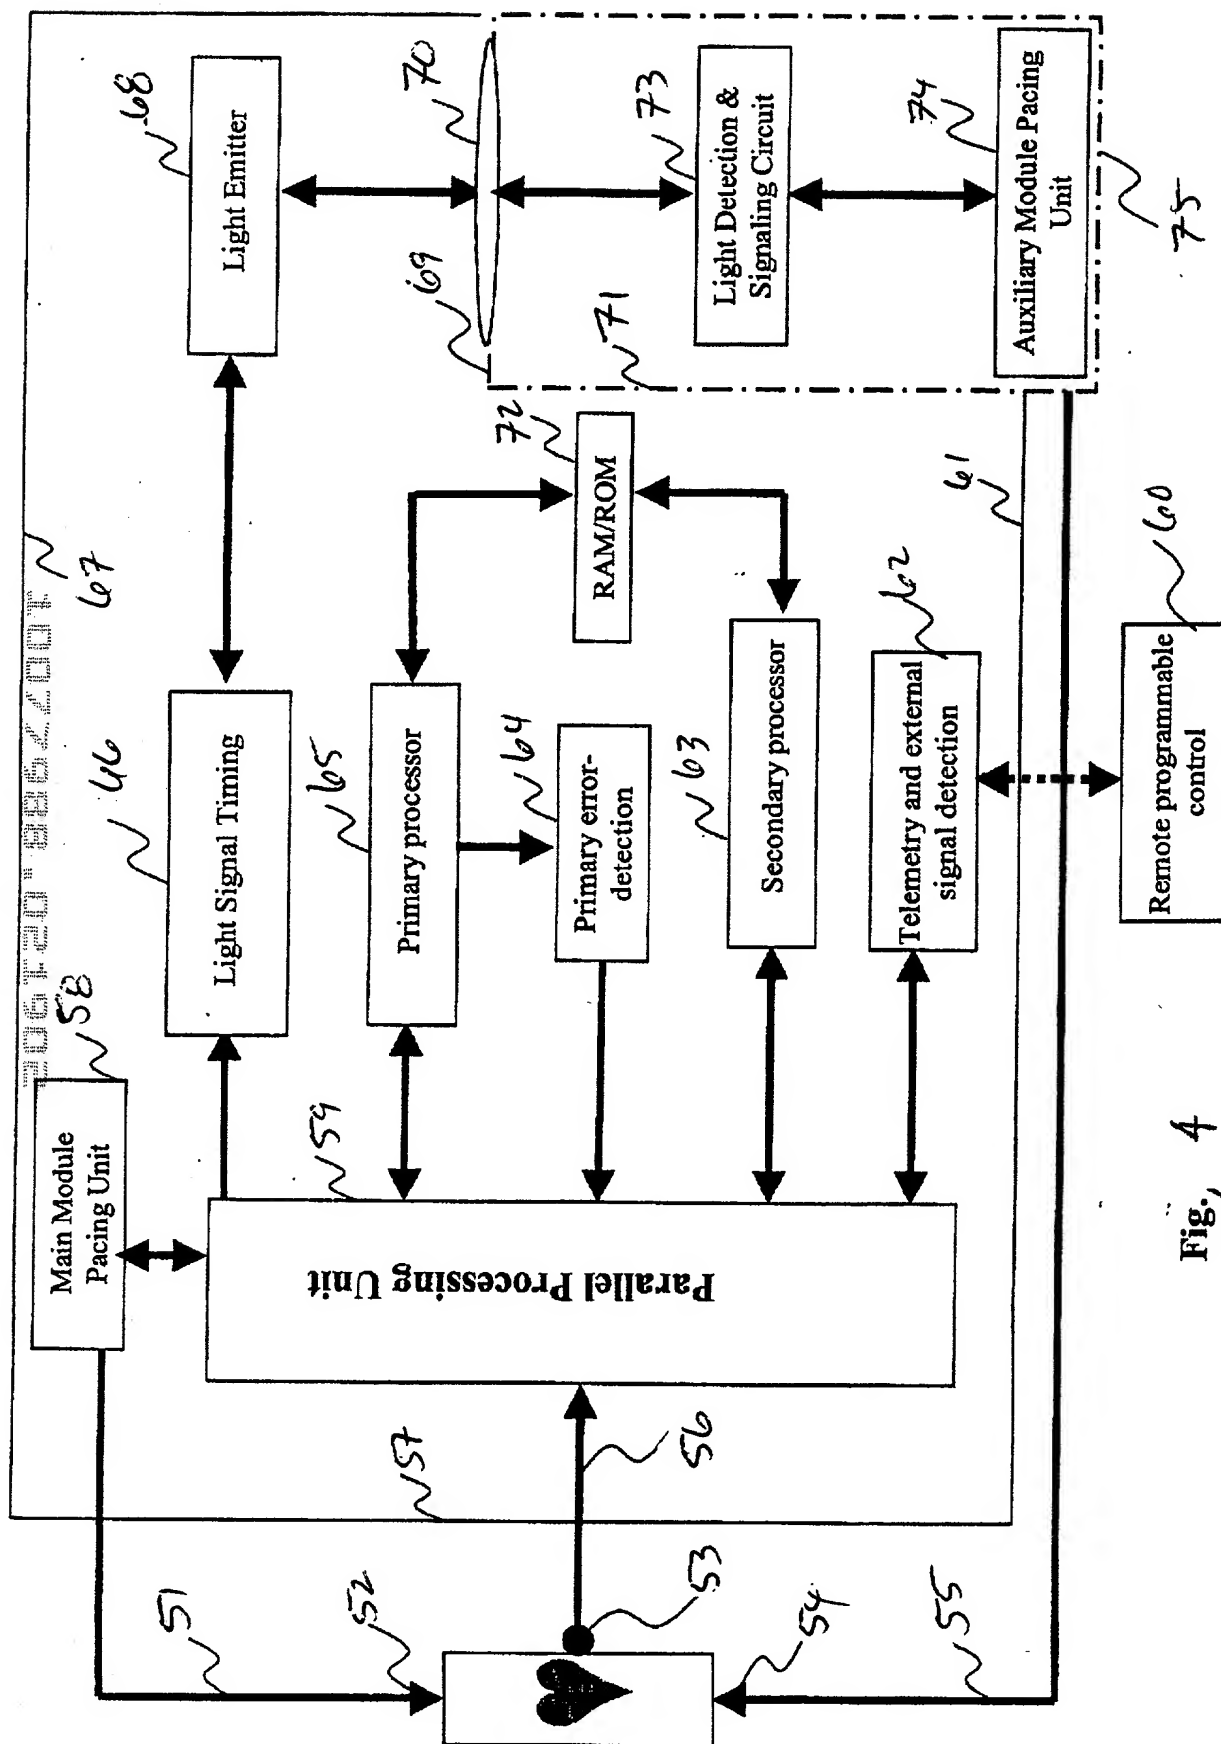 Main Module
Pacing Unit
58
67
51
66
Light Signal Timing
68
Light Emitter
52
57
59
65
Primary processor
69
70
53
56
Parallel Processing Unit
64
Primary error-
detection
72
RAM/ROM
71
73
Light Detection &
Signaling Circuit
54
63
Secondary processor
55
62
Telemetry and external
signal detection
61
74
Auxiliary Module Pacing
Unit
60
Remote programmable
control
75
Fig., 4